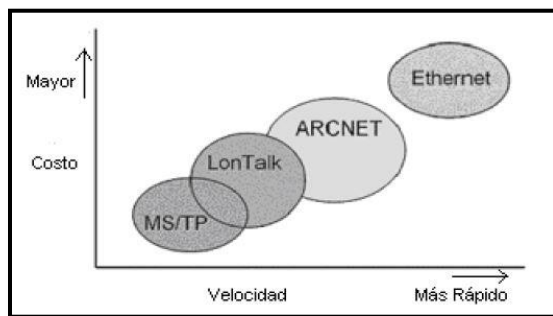 Mayor
Ethernet
ARCNET
Costo
LonTalk
MS/TP
Velocidad
Más Rápido